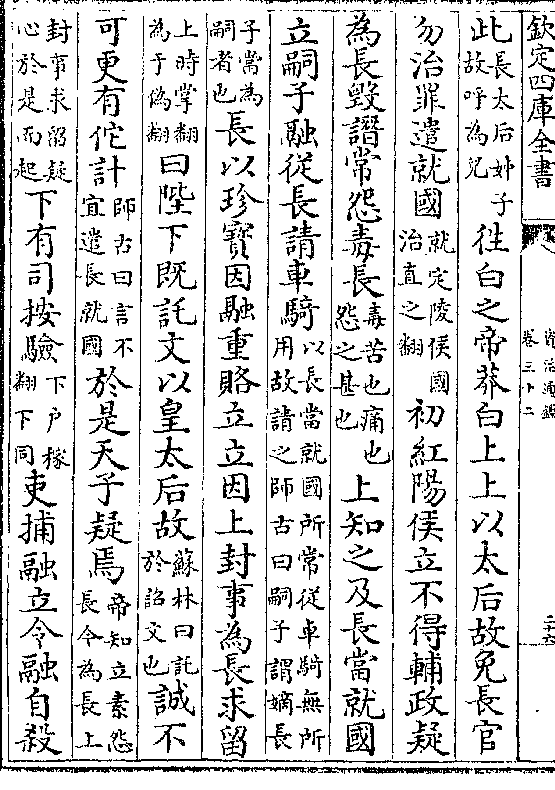 欽定四庫全書
資治通鑑
卷三十二
此長太后姊子故呼為兄往白之帝莽白上上以太后故免長官
勿治罪遣就國就定陵侯國治直之翻初紅陽侯立不得輔政疑
為長毀譖常怨毒長毒苦也痛也怨之甚也上知之及長當就國
立嗣子融從長請車騎以長當就國所常從車騎無所用故請之師古曰嗣子謂嫡長
子當為嗣者也長以珍寶因融重賂立立因上封事為長求留
上時掌翻為于偽翻曰陛下既託文以皇太后故蘇林曰託於詔文也誠不
可更有佗計師古曰言不宜遣長就國於是天子疑焉帝知立素怨長今為長上
封事求留疑心於是而起下有司按驗下戶稼翻下同吏捕融立令融自殺